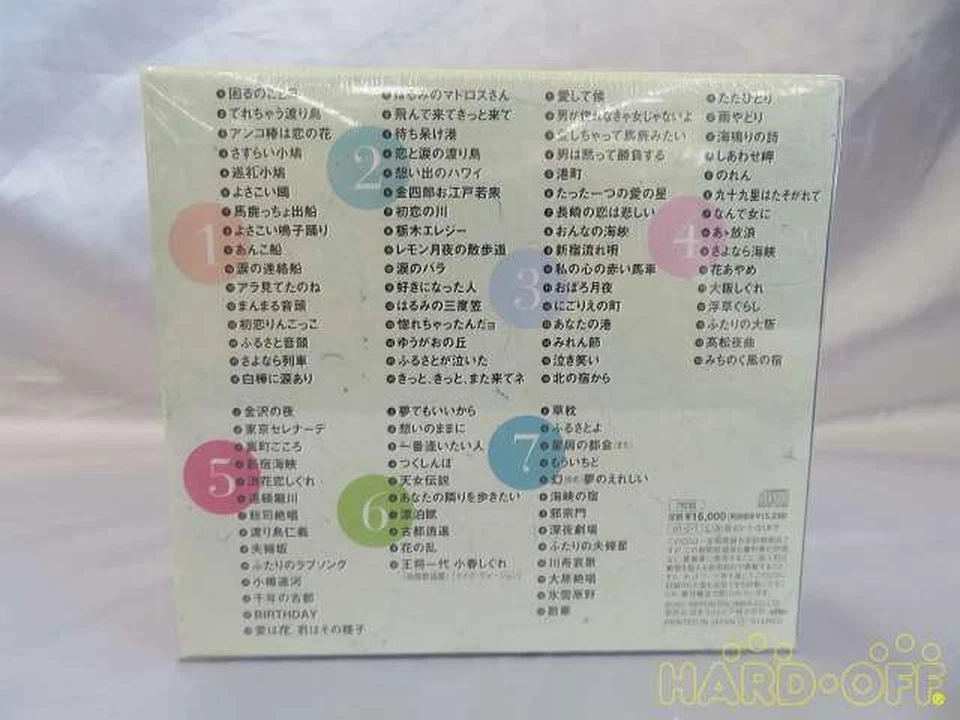 1
困るのことヨ
てれちゃう渡り鳥
アンコ椿は恋の花
さすらい小鳩
巡礼小鳩
よさこい鴫
馬鹿っちょ出船
よさこい鳴子踊り
あんこ船
涙の連絡船
アラ見てたのね
まんまる音頭
初恋りんごっこ
ふるさと音頭
さよなら列車
白樺に涙あり
2
はるみのマドロスさん
飛んで来てきっと来て
待ち呆け港
恋と涙の渡り鳥
想い出のハワイ
金四郎お江戸若衆
初恋の川
栃木エレジー
レモン月夜の散歩道
涙のバラ
好きになった人
はるみの三度笠
惚れちゃったんだョ
ゆうがおの丘
ふるさとが泣いた
きっと、きっと、また来てネ
3
愛して候
男が惚れなきゃ女じゃないよ
愛しちゃって馬鹿みたい
男は黙って勝負する
港町
たった一つの愛の星
長崎の恋は悲しい
おんなの海峡
新宿流れ唄
私の心の赤い馬車
おぼろ月夜
にごりえの町
あなたの港
みれん節
泣き笑い
北の宿から
4
ただひとり
雨やどり
海鳴りの詩
しあわせ岬
のれん
九十九里はたそがれて
なんで女に
あゝ放浪
さよなら海峡
花あやめ
大阪しぐれ
浮草ぐらし
ふたりの大阪
高松夜曲
みちのく風の宿
5
金沢の夜
東京セレナーデ
裏町ごころ
新宿海峡
浪花恋しぐれ
道頓堀川
総羽絶唱
渡り鳥仁義
夫婦坂
ふたりのラブソング
小樽運河
千年の古都
BIRTHDAY
愛は花、君はその種子
6
夢でもいいから
想いのままに
一番逢いたい人
つくしんぼ
天女伝説
あなたの隣りを歩きたい
漂泊賦
古都逍遥
花の乱
王将一代 小春しぐれ
7
草枕
ふるさとよ
星屑の都会
もういちど
幻 夢のえれじい
海峡の宿
邪宗門
深夜劇場
ふたりの夫婦星
川舟哀歌
大原絶唱
氷雪原野
散華
¥16,000
PRINTED IN JAPAN
STEREO
HARD・OFF